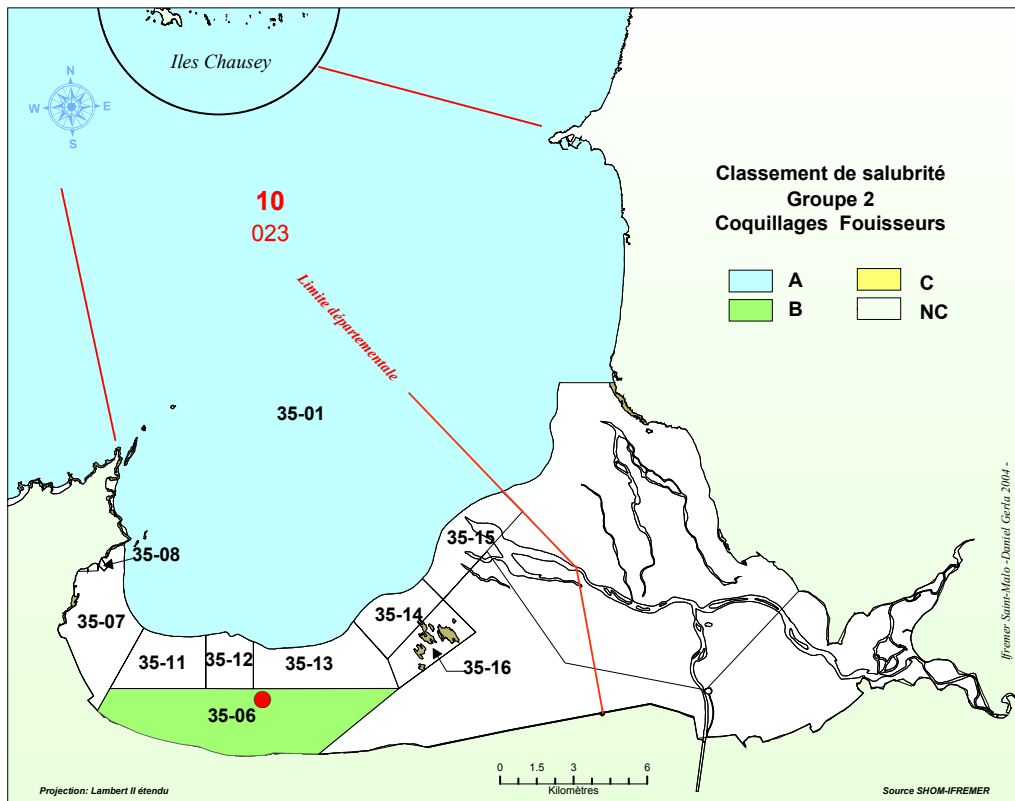 Iles Chausey
N
W
E
S
10
023
Classement de salubrité
Groupe 2
Coquillages Fouisseurs
A
C
B
NC
Limite départementale
35-01
35-15
35-08
35-07
35-14
35-11
35-12
35-13
35-16
35-06
Ifremer Saint-Malo -Daniel Gerla 2004 -
0 1.5 3 6
Kilomètres
Projection: Lambert II étendu
Source SHOM-IFREMER